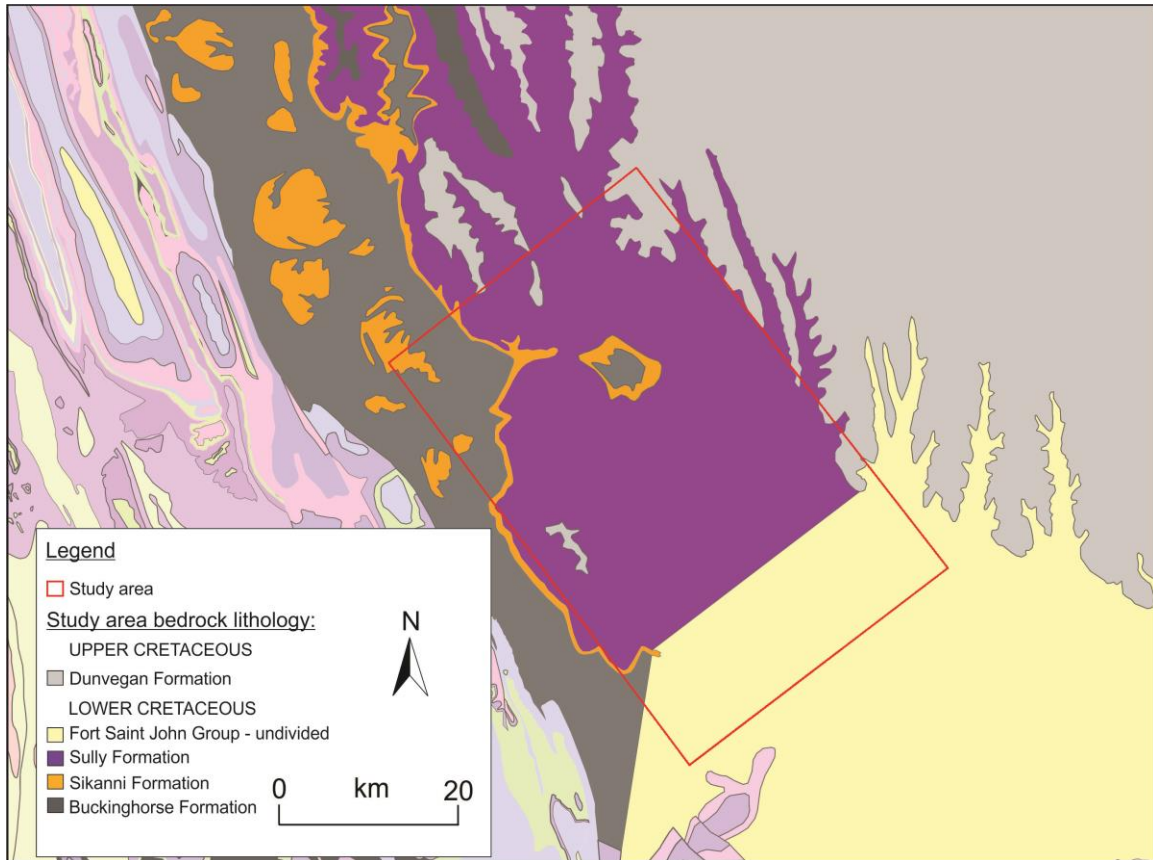 N
Legend
Study area
Study area bedrock lithology:
UPPER CRETACEOUS
Dunvegan Formation
LOWER CRETACEOUS
Fort Saint John Group - undivided
Sully Formation
Sikanni Formation
Buckinghorse Formation
0 km 20